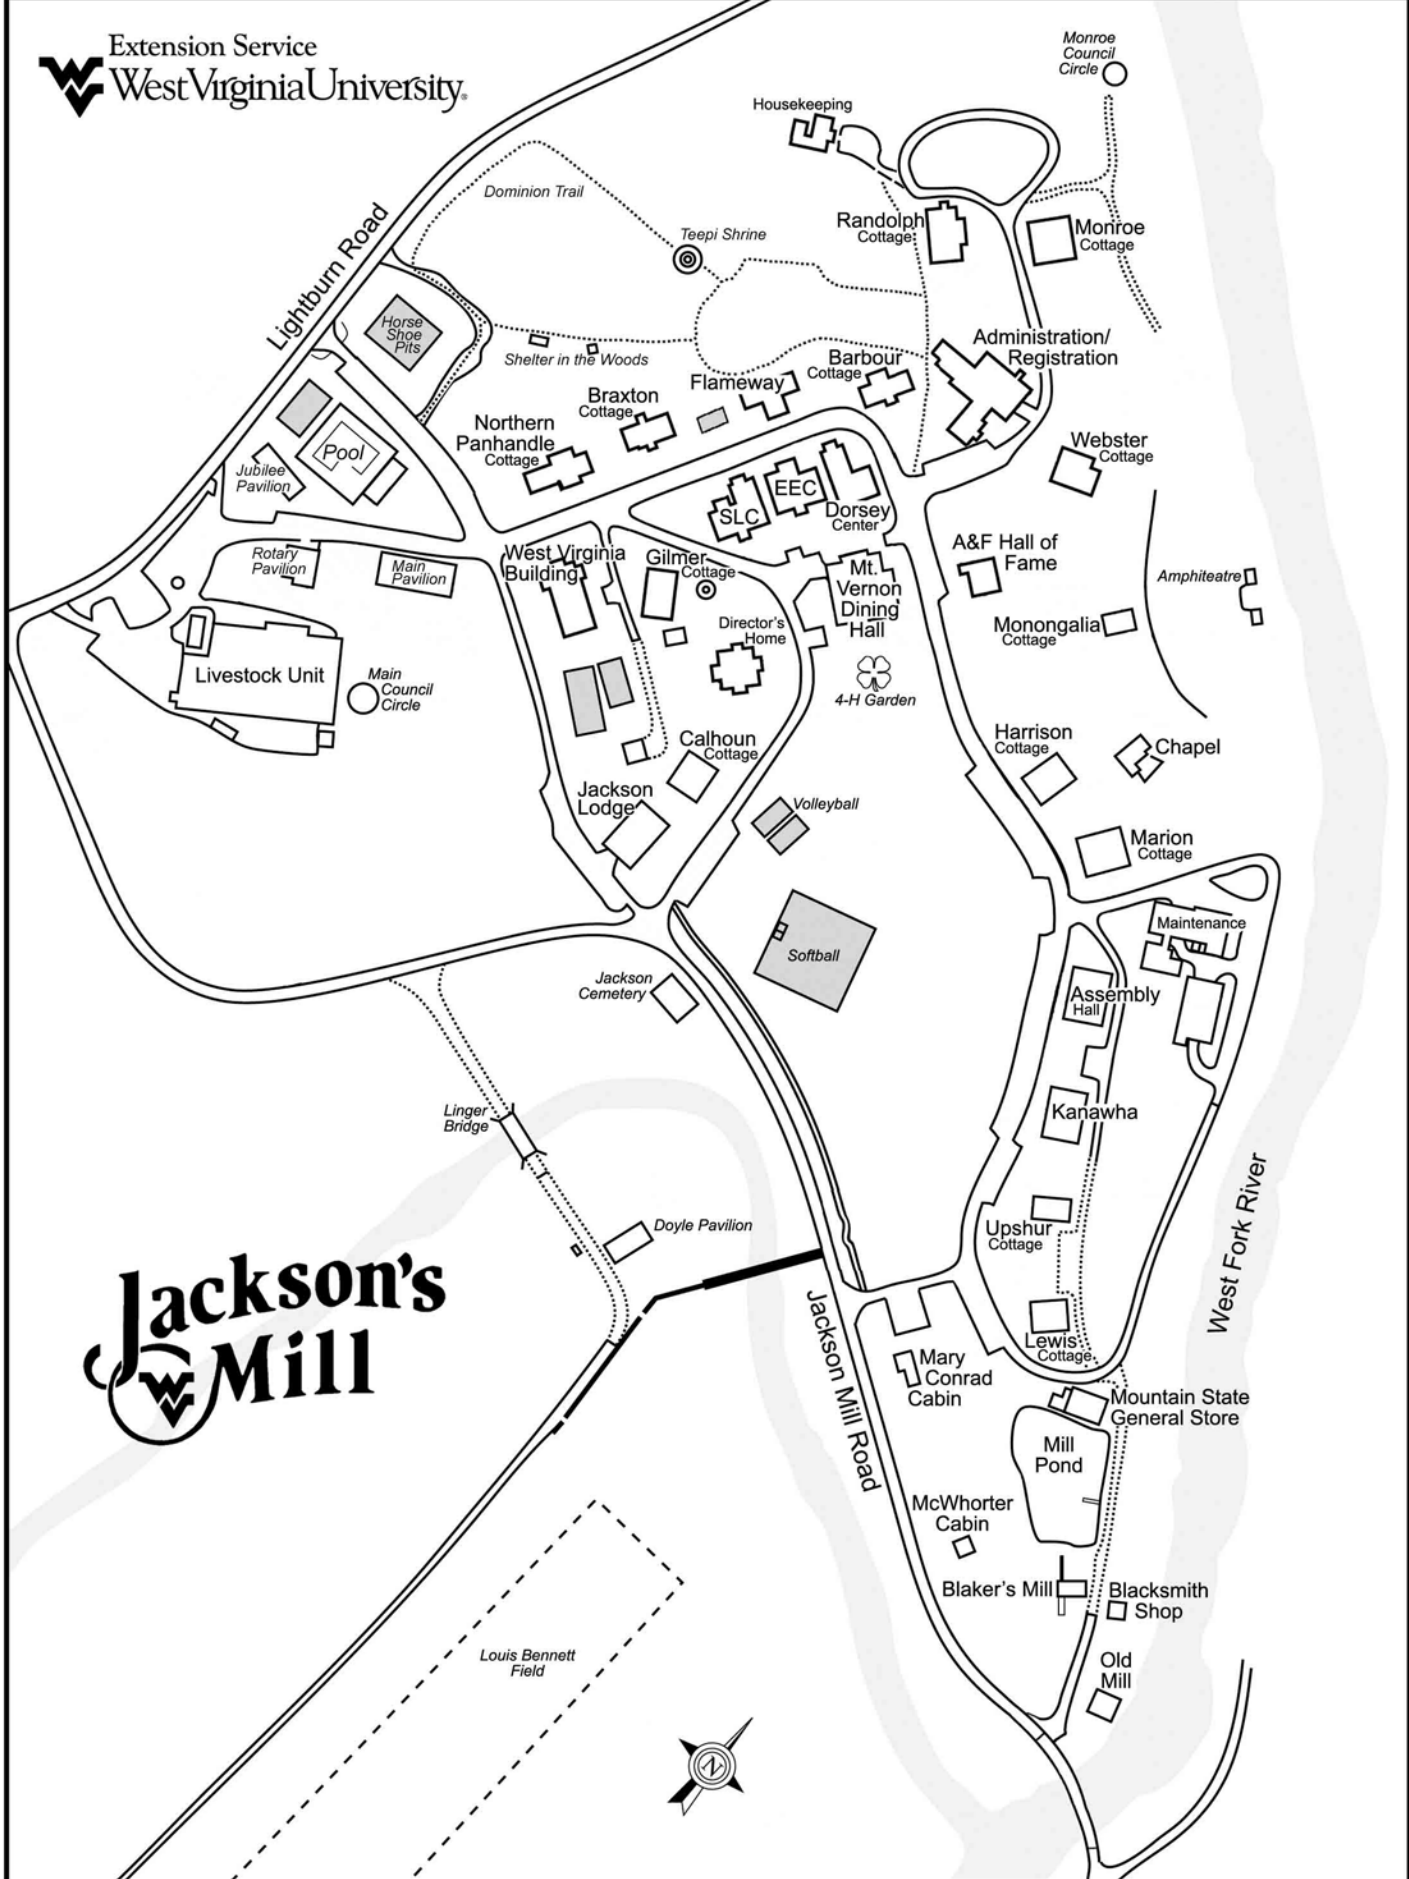 Extension Service
West Virginia University®
Monroe
Council
Circle
Housekeeping
Dominion Trail
Teepi Shrine
Randolph
Cottage
Monroe
Cottage
Lightburn Road
Horse
Shoe
Pits
Shelter in the Woods
Administration/
Registration
Barbour
Cottage
Flameway
Braxton
Cottage
Northern
Panhandle
Cottage
Pool
Jubilee
Pavilion
Webster
Cottage
EEC
SLC
Dorsey
Center
Rotary
Pavilion
Main
Pavilion
West Virginia
Building
Gilmer
Cottage
Mt.
Vernon
Dining
Hall
A&F Hall of
Fame
Amphiteatre
Monongalia
Cottage
Director's
Home
Livestock Unit
Main
Council
Circle
4-H Garden
Calhoun
Cottage
Harrison
Cottage
Chapel
Jackson
Lodge
Volleyball
Marion
Cottage
Maintenance
Softball
Jackson
Cemetery
Assembly
Hall
Linger
Bridge
Kanawha
Doyle Pavilion
Upshur
Cottage
West Fork River
Jackson's
Mill
Jackson Mill Road
Lewis
Cottage
Mary
Conrad
Cabin
Mountain State
General Store
Mill
Pond
McWhorter
Cabin
Blaker's Mill
Blacksmith
Shop
Louis Bennett
Field
Old
Mill
N